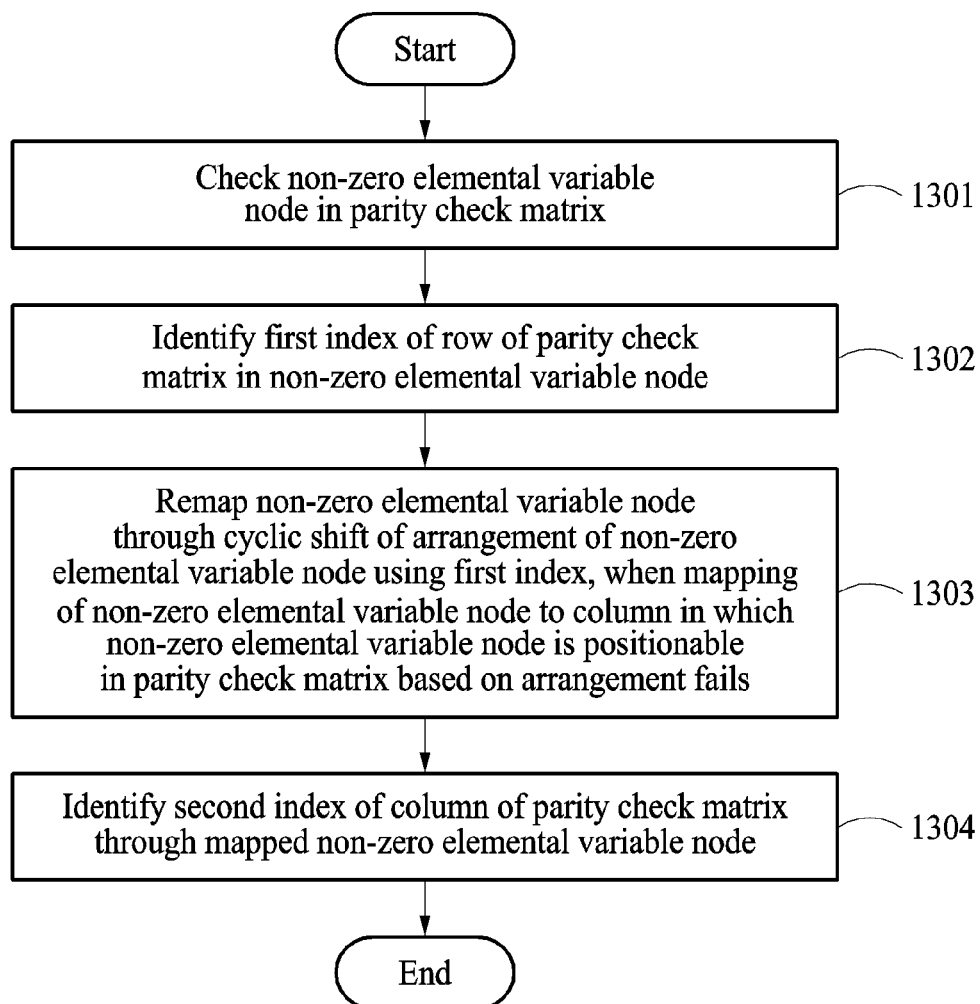 Start
Check non-zero elemental variable
node in parity check matrix
1301
Identify first index of row of parity check
matrix in non-zero elemental variable node
1302
Remap non-zero elemental variable node
through cyclic shift of arrangement of non-zero
elemental variable node using first index, when mapping
of non-zero elemental variable node to column in which
non-zero elemental variable node is positionable
in parity check matrix based on arrangement fails
1303
Identify second index of column of parity check matrix
through mapped non-zero elemental variable node
1304
End